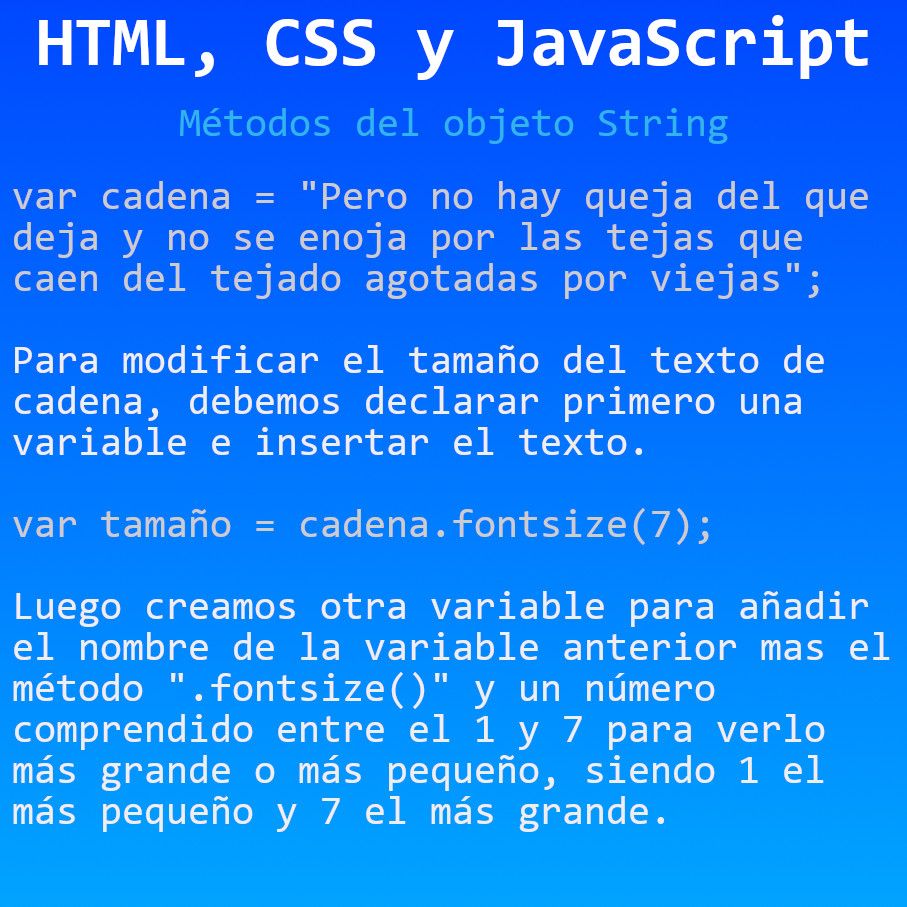 HTML, CSS y JavaScript
Métodos del objeto String
var cadena = "Pero no hay queja del que
deja y no se enoja por las tejas que
caen del tejado agotadas por viejas";
Para modificar el tamaño del texto de
cadena, debemos declarar primero una
variable e insertar el texto.
var tamaño = cadena.fontsize(7);
Luego creamos otra variable para añadir
el nombre de la variable anterior mas el
método ".fontsize()" y un número
comprendido entre el 1 y 7 para verlo
más grande o más pequeño, siendo 1 el
más pequeño y 7 el más grande.